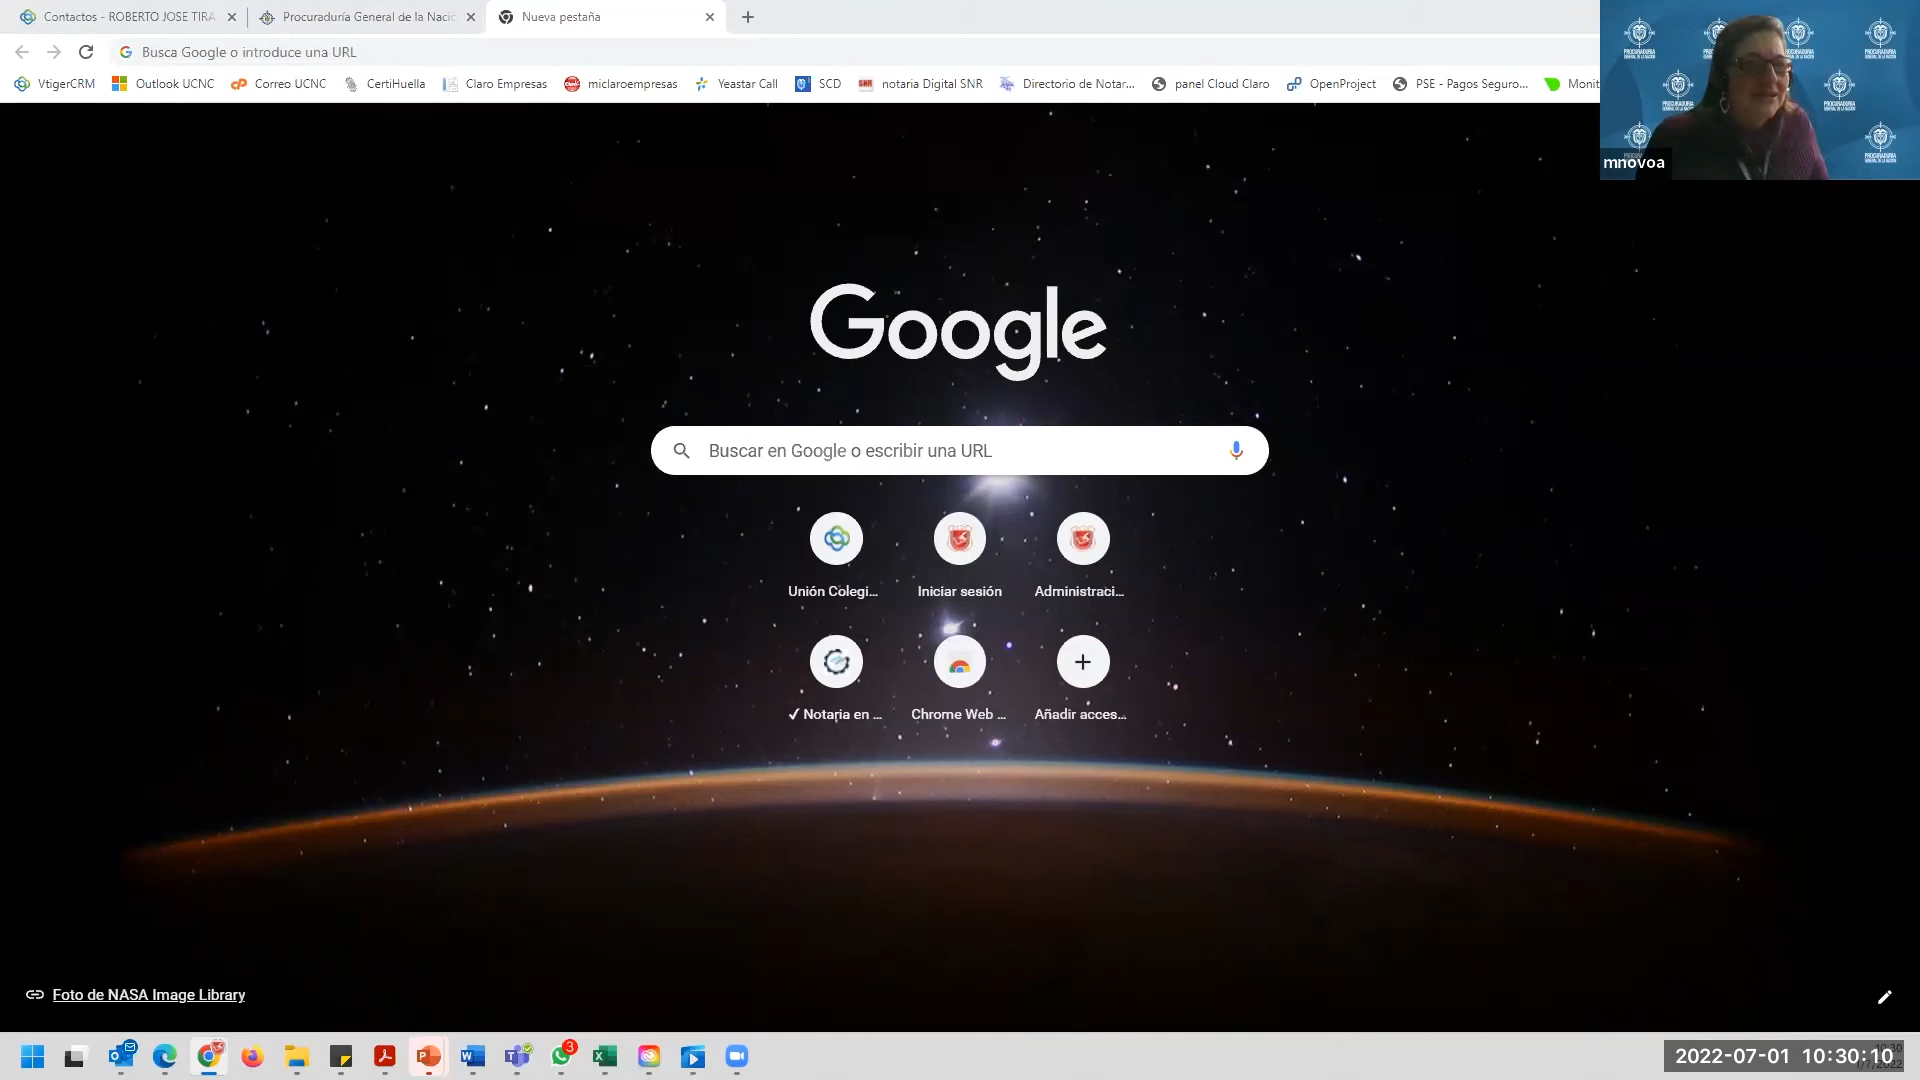 Contactos - ROBERTO JOSE TIRA
Procuraduría General de la Nació
Nueva pestaña
Busca Google o introduce una URL
VtigerCRM
Outlook UCNC
Correo UCNC
CertiHuella
Claro Empresas
miclaroempresas
Yeastar Call
SCD
notaria Digital SNR
Directorio de Notar...
panel Cloud Claro
OpenProject
PSE - Pagos Seguro...
Monit
mnovoa
Google
Buscar en Google o escribir una URL
Unión Colegi...
Iniciar sesión
Administraci...
✓ Notaria en ...
Chrome Web ...
Añadir acces...
Foto de NASA Image Library
3
2022-07-01 10:30:10